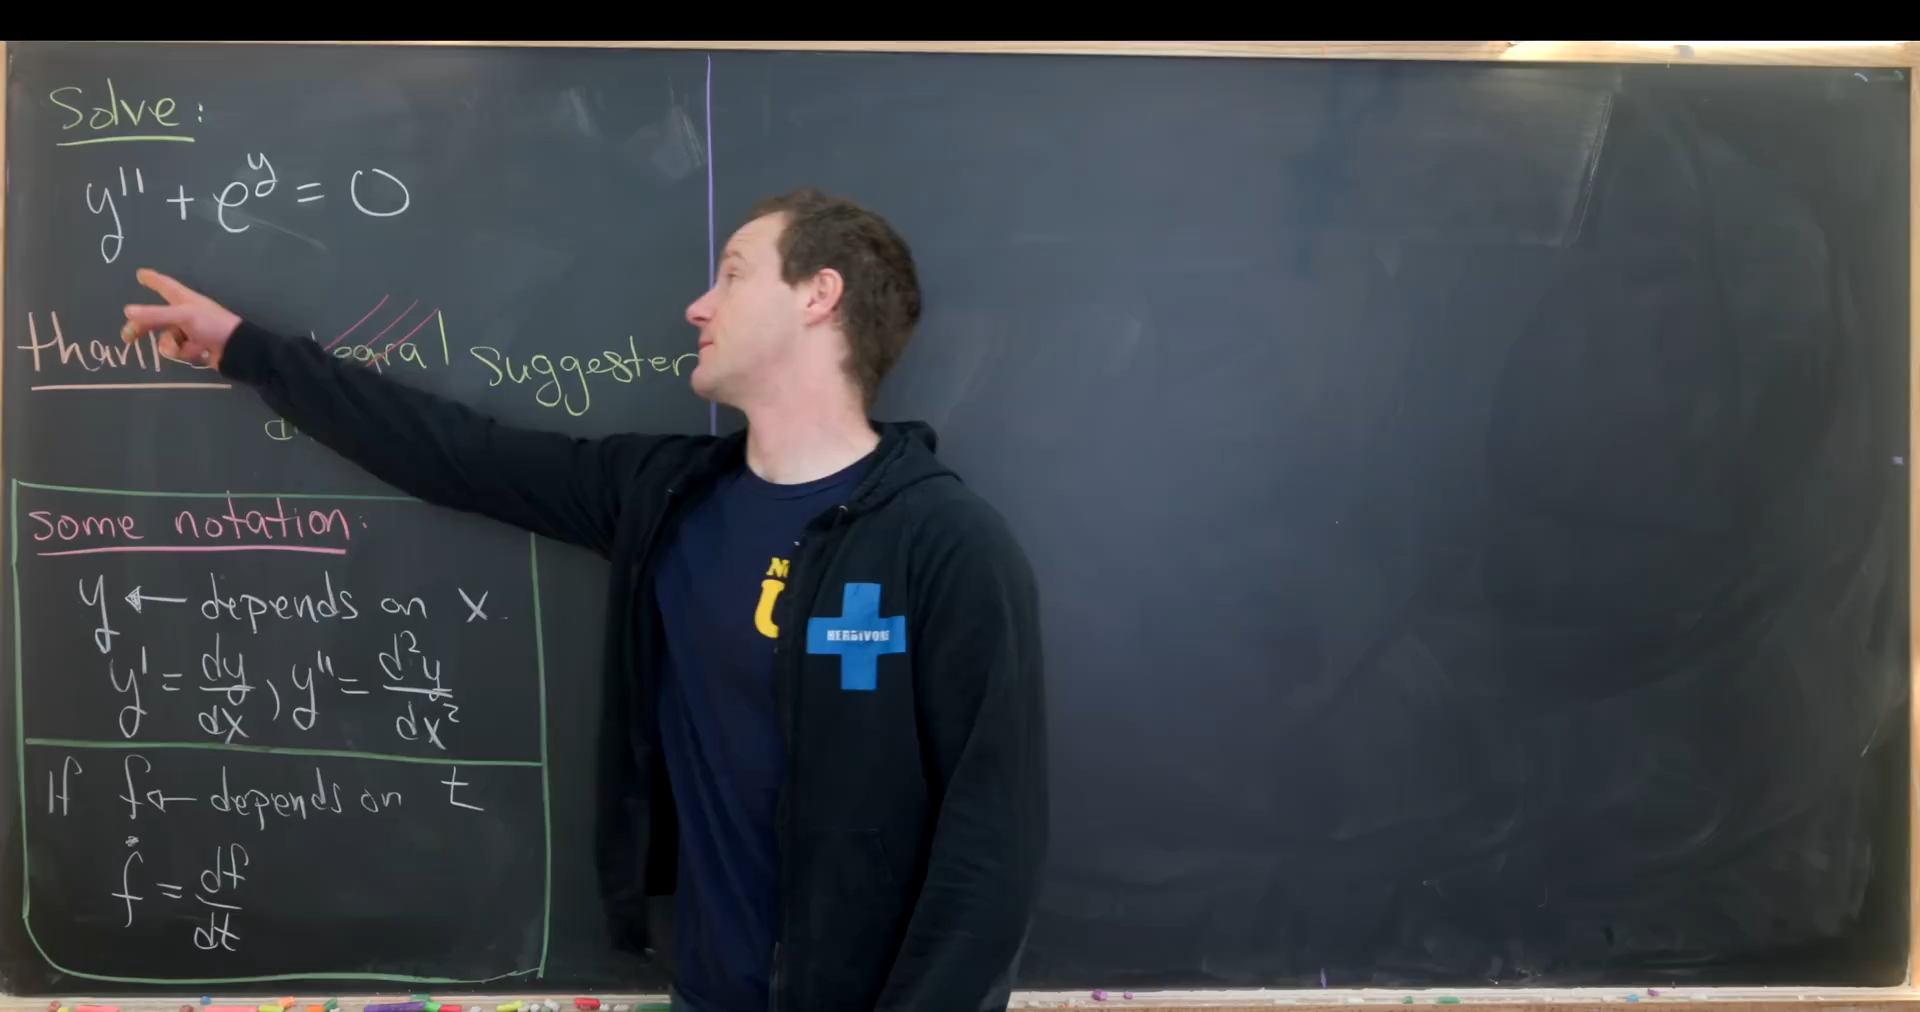 Solve:
y'' + e^y = 0
suggester
some notation:
y ← depends on x.
y' = dy/dx, y'' = d²y/dx²
If f ← depends on t
ḟ = df/dt
HERBIVORE